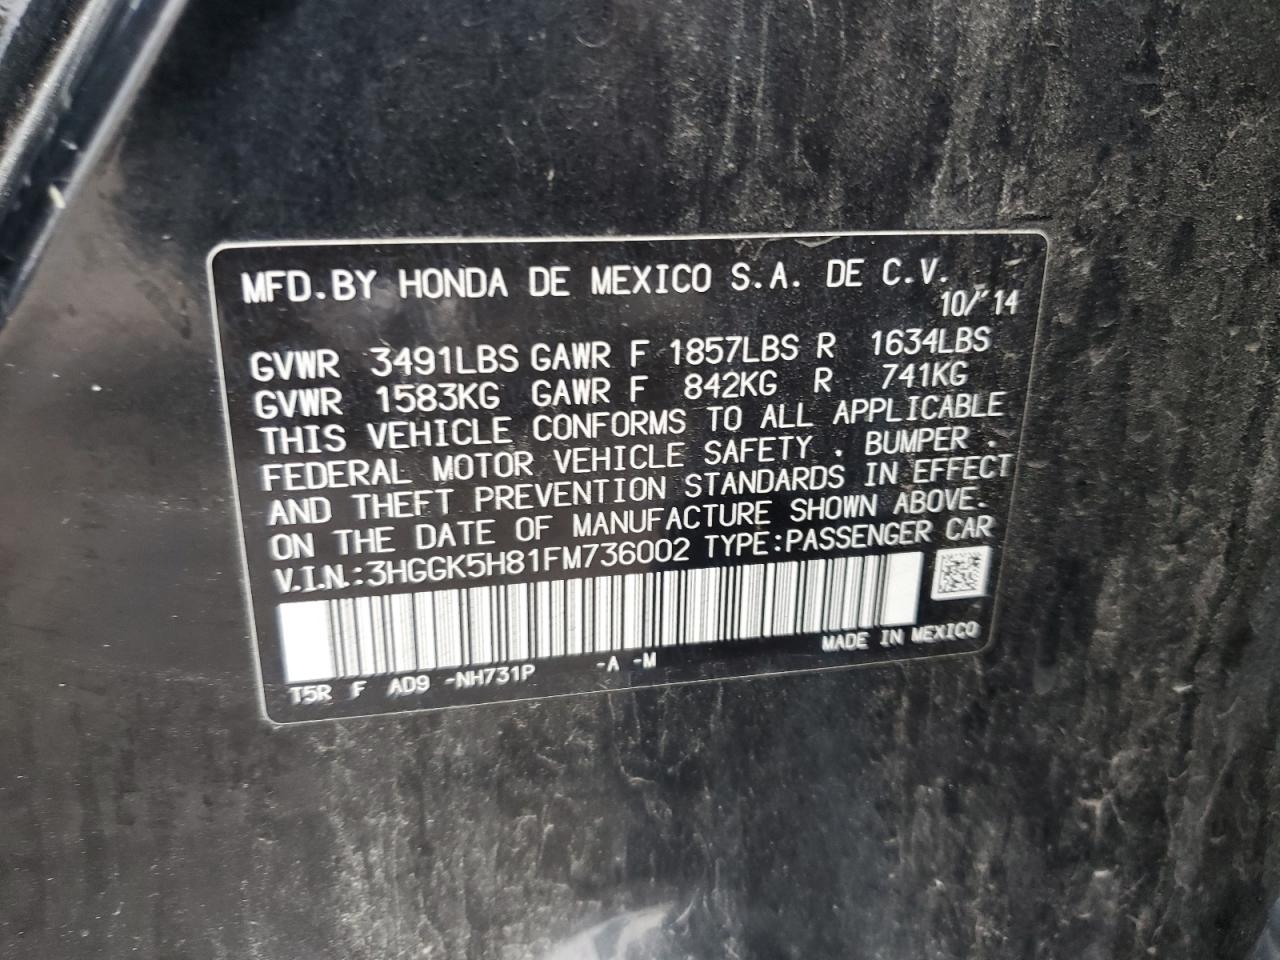 MFD.BY HONDA DE MEXICO S.A. DE C.V.
10/'14
GVWR 3491LBS GAWR F 1857LBS R 1634LBS
GVWR 1583KG GAWR F 842KG R 741KG
THIS VEHICLE CONFORMS TO ALL APPLICABLE
FEDERAL MOTOR VEHICLE SAFETY , BUMPER ,
AND THEFT PREVENTION STANDARDS IN EFFECT
ON THE DATE OF MANUFACTURE SHOWN ABOVE.
V.I.N.:3HGGK5H81FM736002 TYPE:PASSENGER CAR
MADE IN MEXICO
T5R F AD9 -NH731P -A -M